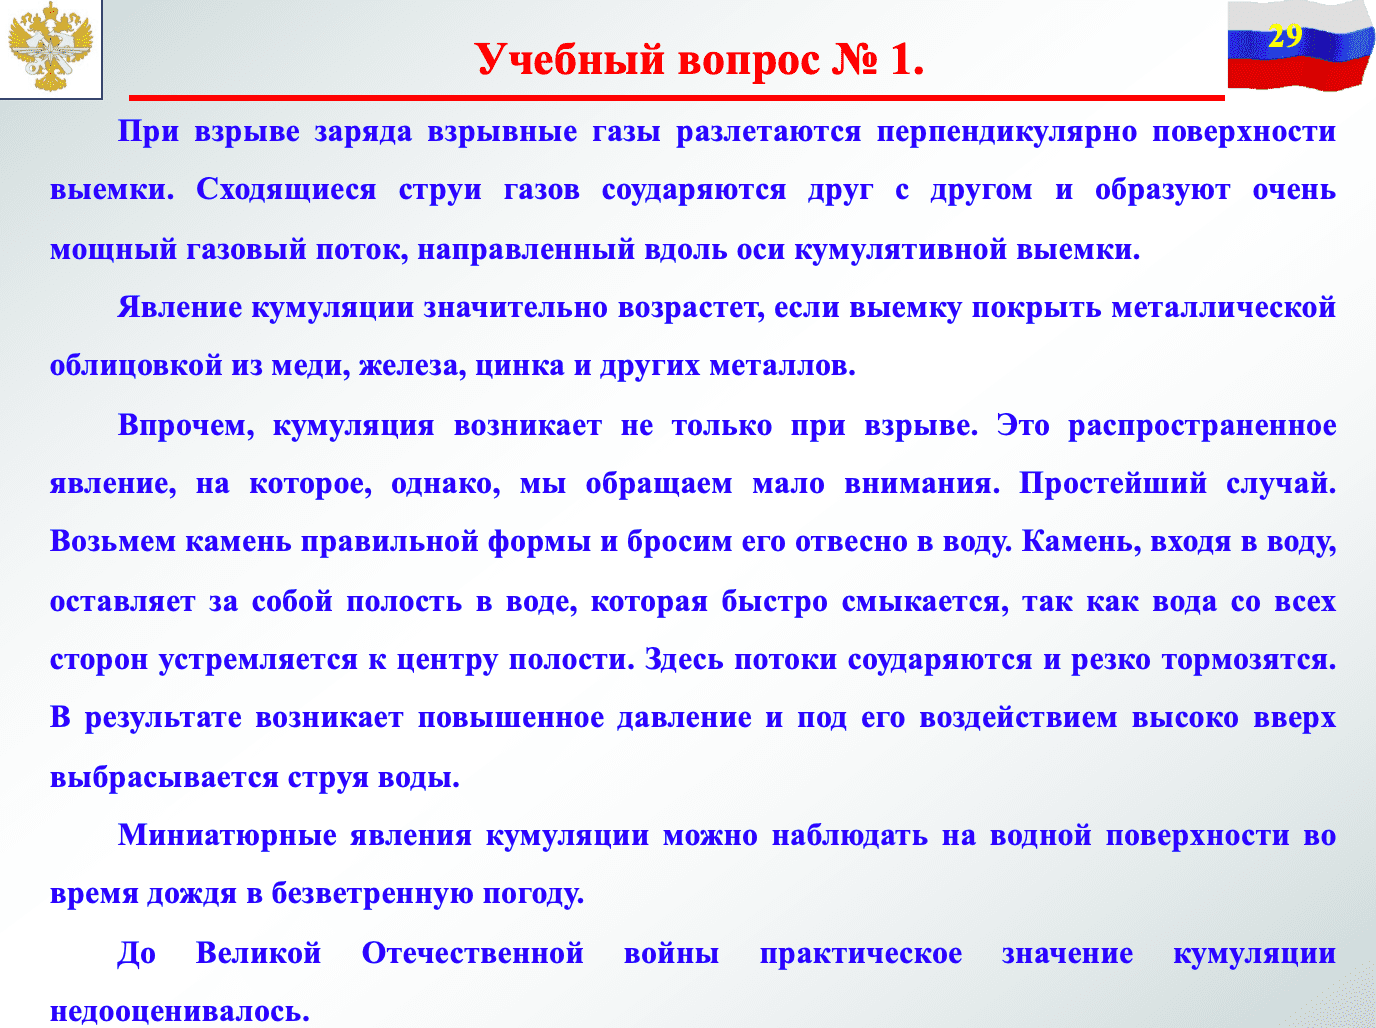 29
Учебный вопрос № 1.
При взрыве заряда взрывные газы разлетаются перпендикулярно поверхности
выемки. Сходящиеся струи газов соударяются друг с другом и образуют очень
мощный газовый поток, направленный вдоль оси кумулятивной выемки.
Явление кумуляции значительно возрастет, если выемку покрыть металлической
облицовкой из меди, железа, цинка и других металлов.
Впрочем, кумуляция возникает не только при взрыве. Это распространенное
явление, на которое, однако, мы обращаем мало внимания. Простейший случай.
Возьмем камень правильной формы и бросим его отвесно в воду. Камень, входя в воду,
оставляет за собой полость в воде, которая быстро смыкается, так как вода со всех
сторон устремляется к центру полости. Здесь потоки соударяются и резко тормозятся.
В результате возникает повышенное давление и под его воздействием высоко вверх
выбрасывается струя воды.
Миниатюрные явления кумуляции можно наблюдать на водной поверхности во
время дождя в безветренную погоду.
До Великой Отечественной войны практическое значение кумуляции
недооценивалось.